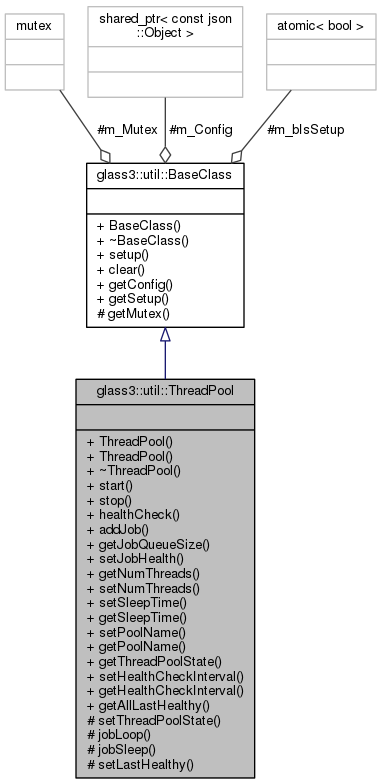 mutex
shared_ptr< const json
::Object >
atomic< bool >
#m_Mutex
#m_Config
#m_bIsSetup
glass3::util::BaseClass
+ BaseClass()
+ ~BaseClass()
+ setup()
+ clear()
+ getConfig()
+ getSetup()
# getMutex()
glass3::util::ThreadPool
+ ThreadPool()
+ ThreadPool()
+ ~ThreadPool()
+ start()
+ stop()
+ healthCheck()
+ addJob()
+ getJobQueueSize()
+ setJobHealth()
+ getNumThreads()
+ setNumThreads()
+ setSleepTime()
+ getSleepTime()
+ setPoolName()
+ getPoolName()
+ getThreadPoolState()
+ setHealthCheckInterval()
+ getHealthCheckInterval()
+ getAllLastHealthy()
# setThreadPoolState()
# jobLoop()
# jobSleep()
# setLastHealthy()